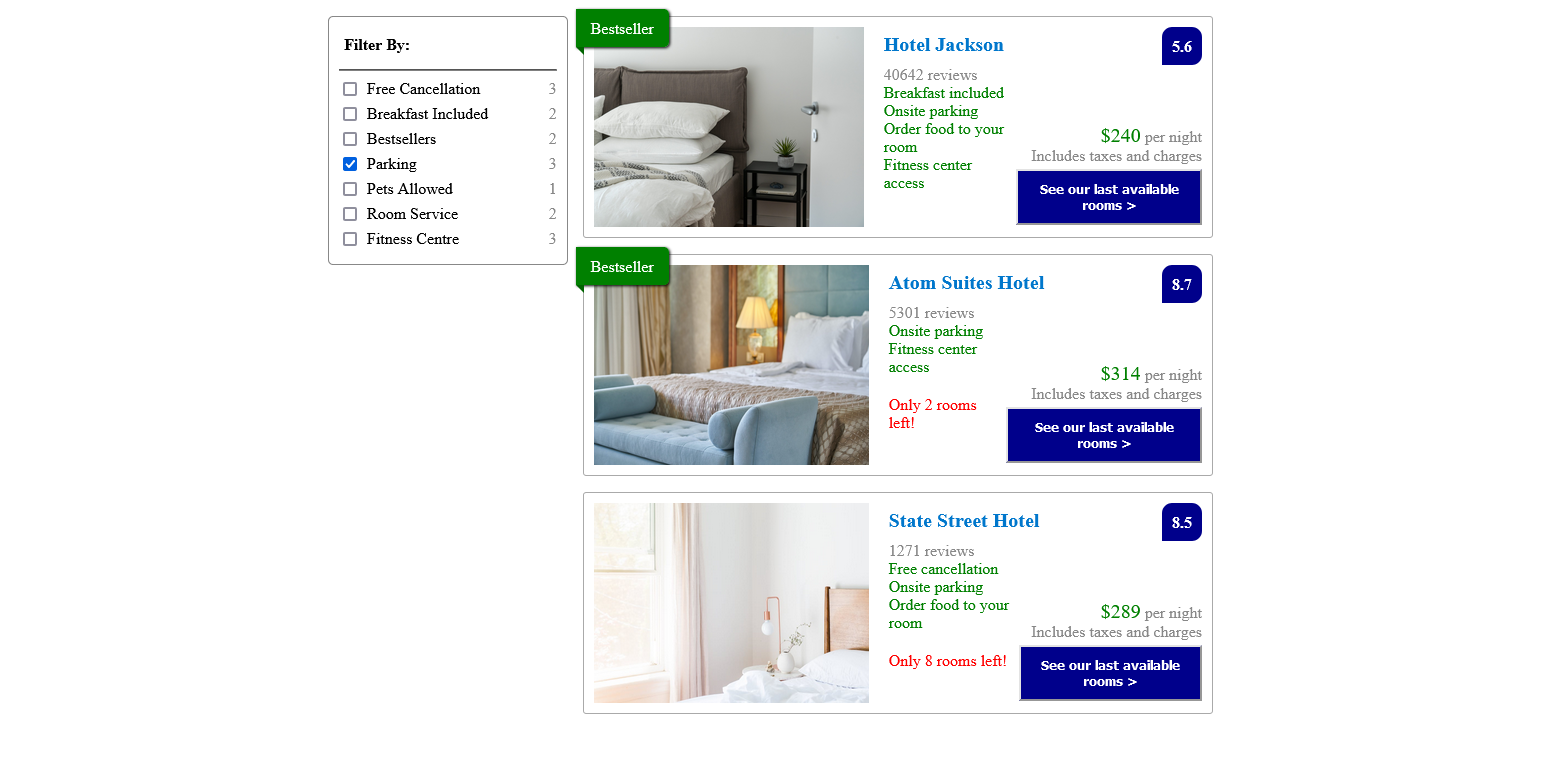 Filter By:
Free Cancellation 3
Breakfast Included 2
Bestsellers 2
Parking 3
Pets Allowed 1
Room Service 2
Fitness Centre 3
Bestseller
Hotel Jackson
5.6
40642 reviews
Breakfast included
Onsite parking
Order food to your
room
Fitness center
access
$240 per night
Includes taxes and charges
See our last available
rooms >
Bestseller
Atom Suites Hotel
8.7
5301 reviews
Onsite parking
Fitness center
access
Only 2 rooms
left!
$314 per night
Includes taxes and charges
See our last available
rooms >
State Street Hotel
8.5
1271 reviews
Free cancellation
Onsite parking
Order food to your
room
Only 8 rooms left!
$289 per night
Includes taxes and charges
See our last available
rooms >